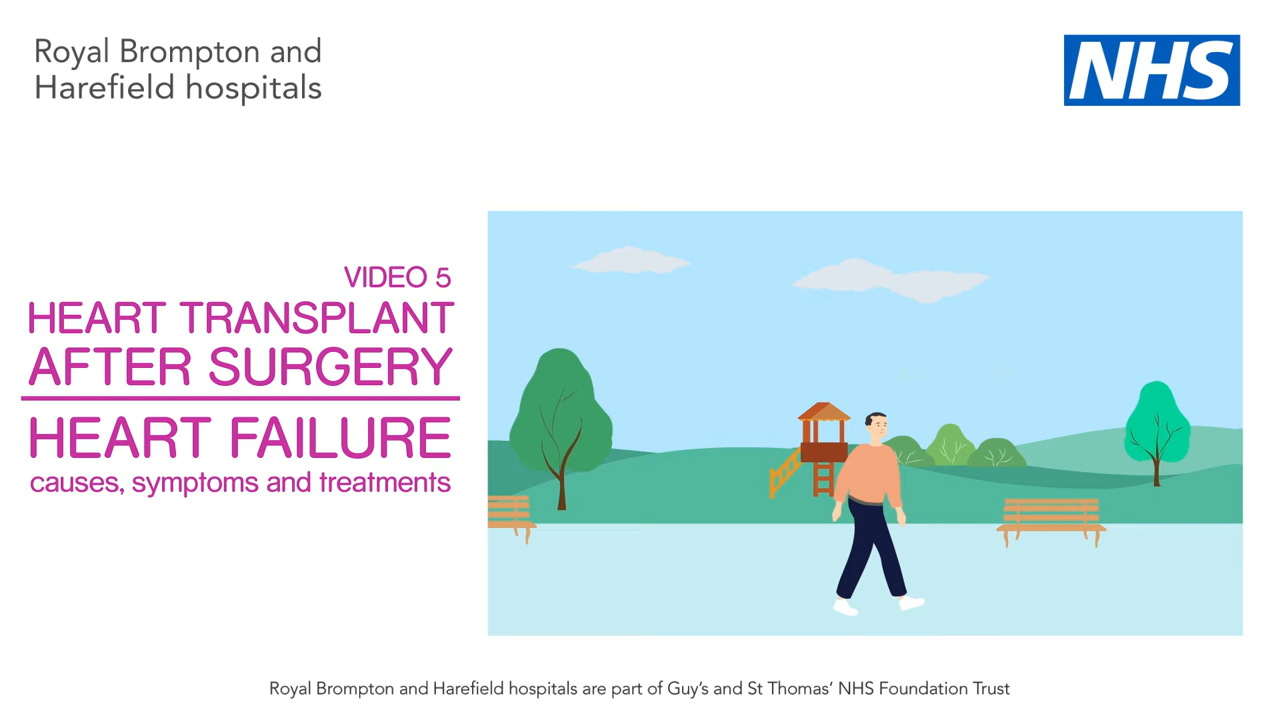 Royal Brompton and
Harefield hospitals
NHS
VIDEO 5
HEART TRANSPLANT
AFTER SURGERY
HEART FAILURE
causes, symptoms and treatments
Royal Brompton and Harefield hospitals are part of Guy’s and St Thomas’ NHS Foundation Trust